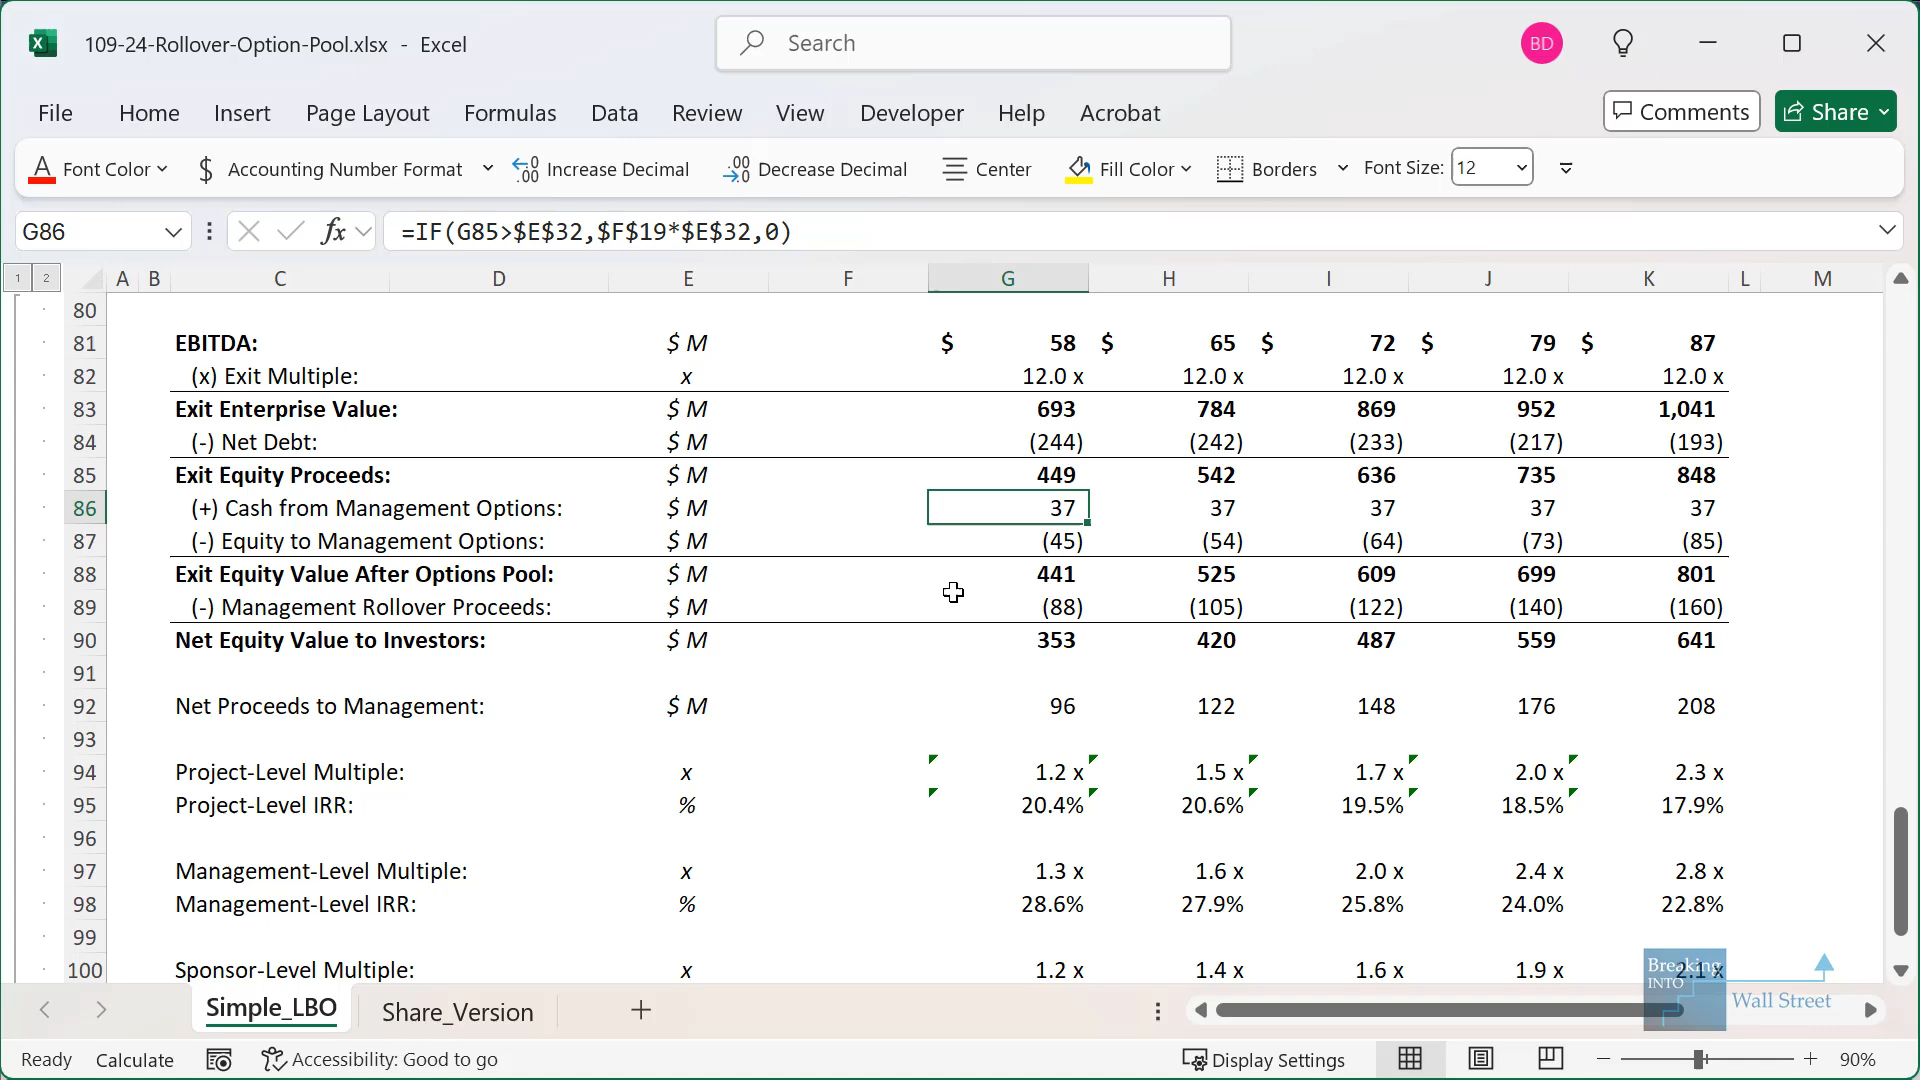 109-24-Rollover-Option-Pool.xlsx - Excel
Search
BD
File Home Insert Page Layout Formulas Data Review View Developer Help Acrobat Comments Share
A Font Color $ Accounting Number Format Increase Decimal Decrease Decimal Center Fill Color Borders Font Size: 12
G86 fx =IF(G85>$E$32,$F$19*$E$32,0)
1 2 A B C D E F G H I J K L M
80
81 EBITDA: $ M $ 58 $ 65 $ 72 $ 79 $ 87
82 (x) Exit Multiple: x 12.0 x 12.0 x 12.0 x 12.0 x 12.0 x
83 Exit Enterprise Value: $ M 693 784 869 952 1,041
84 (-) Net Debt: $ M (244) (242) (233) (217) (193)
85 Exit Equity Proceeds: $ M 449 542 636 735 848
86 (+) Cash from Management Options: $ M 37 37 37 37 37
87 (-) Equity to Management Options: $ M (45) (54) (64) (73) (85)
88 Exit Equity Value After Options Pool: $ M 441 525 609 699 801
89 (-) Management Rollover Proceeds: $ M (88) (105) (122) (140) (160)
90 Net Equity Value to Investors: $ M 353 420 487 559 641
91
92 Net Proceeds to Management: $ M 96 122 148 176 208
93
94 Project-Level Multiple: x 1.2 x 1.5 x 1.7 x 2.0 x 2.3 x
95 Project-Level IRR: % 20.4% 20.6% 19.5% 18.5% 17.9%
96
97 Management-Level Multiple: x 1.3 x 1.6 x 2.0 x 2.4 x 2.8 x
98 Management-Level IRR: % 28.6% 27.9% 25.8% 24.0% 22.8%
99
100 Sponsor-Level Multiple: x 1.2 x 1.4 x 1.6 x 1.9 x 2.1 x
Breaking
INTO
Wall Street
Simple_LBO Share_Version
Ready Calculate Accessibility: Good to go Display Settings 90%